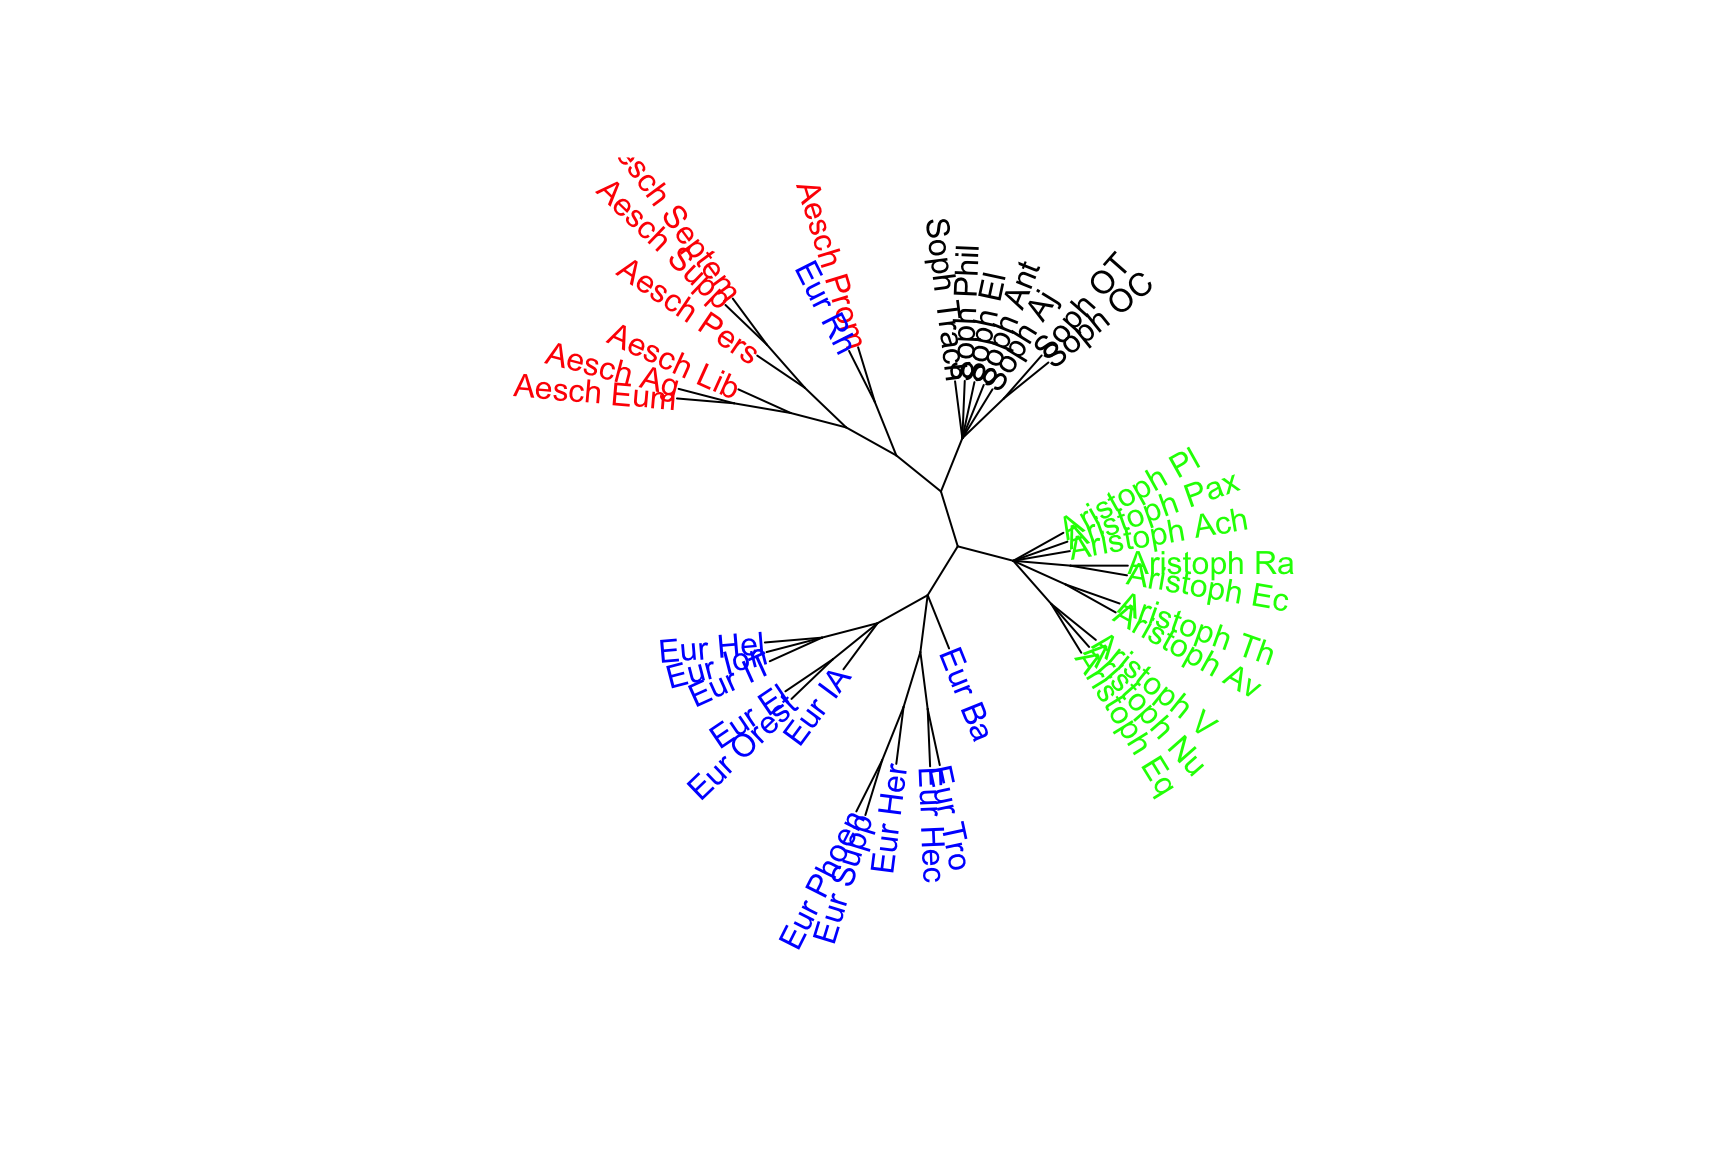 esch Septem
Aesch Supp
Aesch Pers
Aesch Lib
Aesch Ag
Aesch Eum
Aesch Prom
Eur Rh
Soph Trach
Soph Phil
Soph El
Soph Ant
Soph Aj
Soph OT
Soph OC
Aristoph Pl
Aristoph Pax
Aristoph Ach
Aristoph Ra
Aristoph Ec
Aristoph Th
Aristoph Av
Aristoph V
Aristoph Nu
Aristoph Eq
Eur Ba
Eur Tro
Eur Hec
Eur Her
Eur Supp
Eur Phoen
Eur IA
Eur Orest
Eur El
Eur IT
Eur Ion
Eur Hel